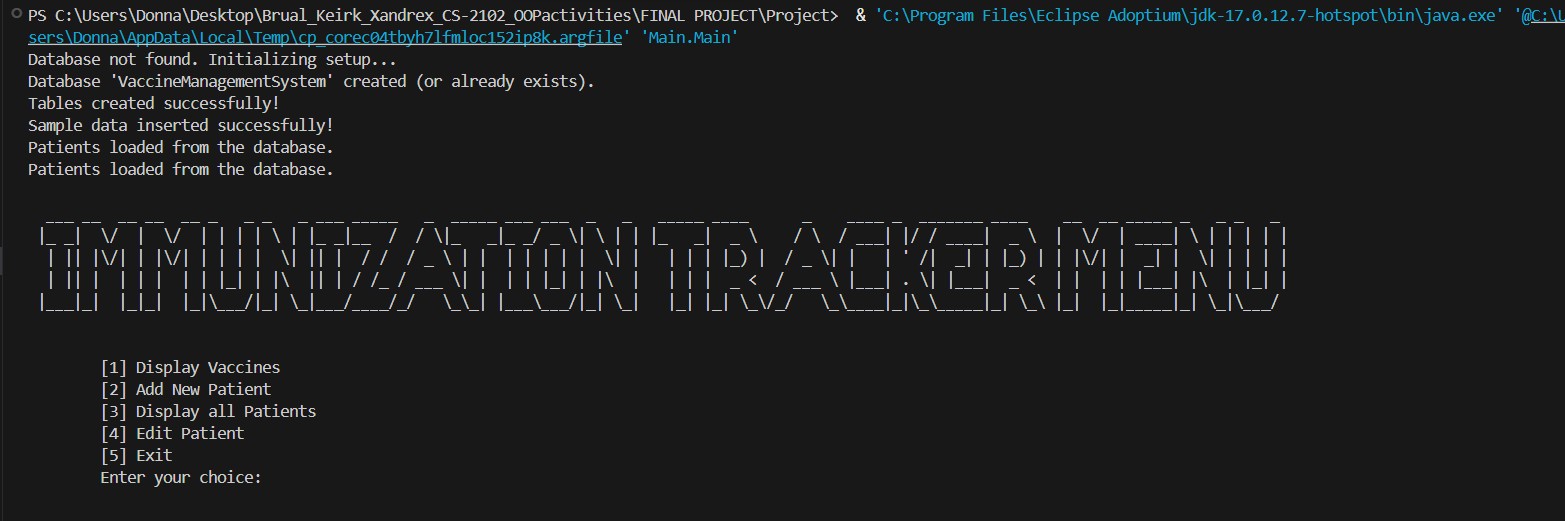 PS C:\Users\Donna\Desktop\Brual_Keirk_Xandrex_CS-2102_OOPactivities\FINAL PROJECT\Project>  & 'C:\Program Files\Eclipse Adoptium\jdk-17.0.12.7-hotspot\bin\java.exe' '@C:\U
sers\Donna\AppData\Local\Temp\cp_corec04tbyh7lfmloc152ip8k.argfile' 'Main.Main'
Database not found. Initializing setup...
Database 'VaccineManagementSystem' created (or already exists).
Tables created successfully!
Sample data inserted successfully!
Patients loaded from the database.
Patients loaded from the database.
IMMUNIZATION TRACKER MENU
[1] Display Vaccines
[2] Add New Patient
[3] Display all Patients
[4] Edit Patient
[5] Exit
Enter your choice: